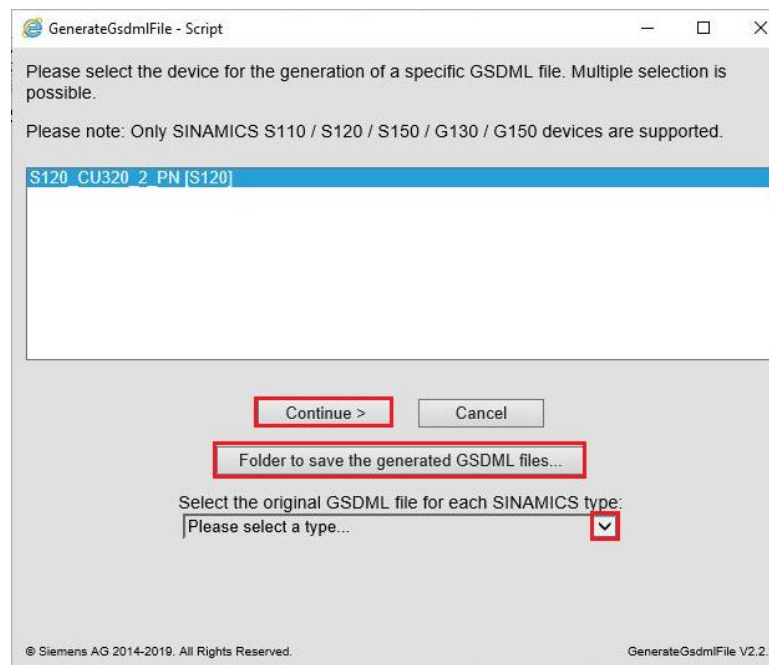 GenerateGsdmlFile - Script
Please select the device for the generation of a specific GSDML file. Multiple selection is
possible.
Please note: Only SINAMICS S110 / S120 / S150 / G130 / G150 devices are supported.
S120_CU320_2_PN [S120]
Continue >
Cancel
Folder to save the generated GSDML files...
Select the original GSDML file for each SINAMICS type:
Please select a type...
© Siemens AG 2014-2019. All Rights Reserved.
GenerateGsdmlFile V2.2.